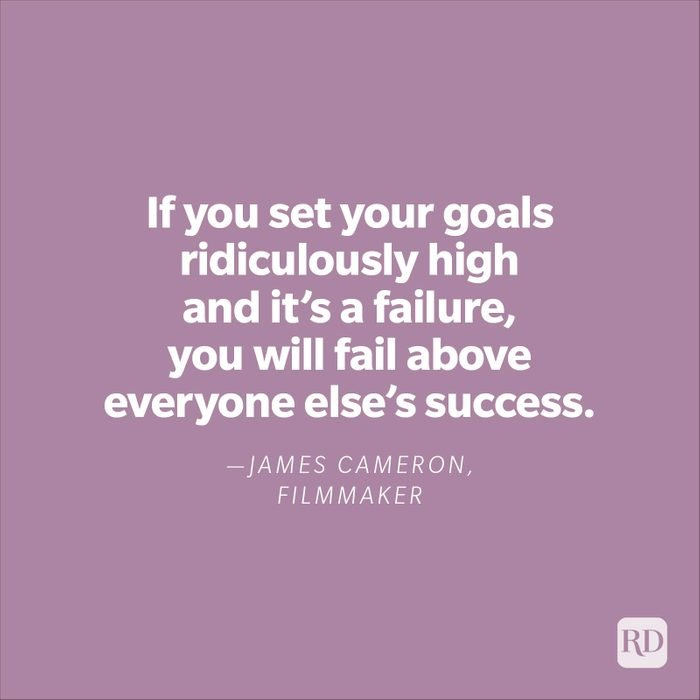 If you set your goals
ridiculously high
and it’s a failure,
you will fail above
everyone else’s success.
—JAMES CAMERON,
FILMMAKER
RD